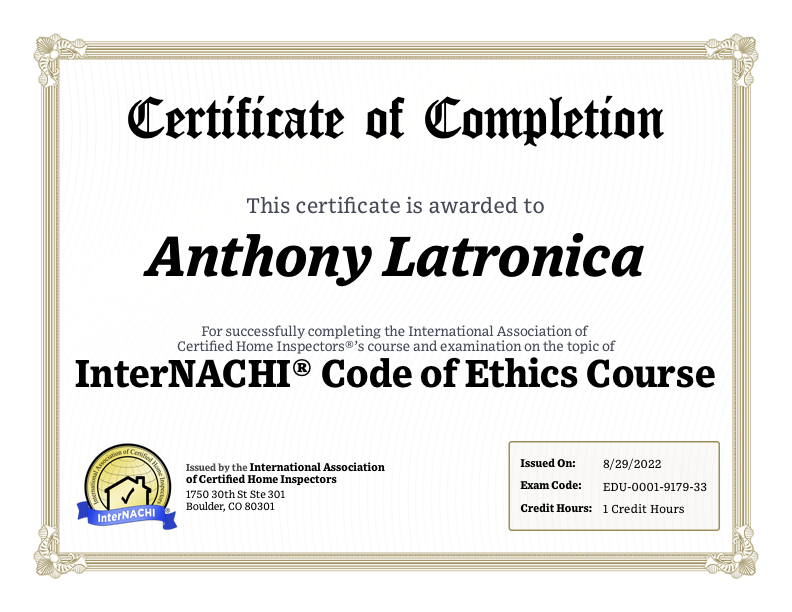 Certificate of Completion
This certificate is awarded to
Anthony Latronica
For successfully completing the International Association of
Certified Home Inspectors®'s course and examination on the topic of
InterNACHI® Code of Ethics Course
International Association of Certified Home Inspectors
InterNACHI ®
Issued by the International Association
of Certified Home Inspectors
1750 30th St Ste 301
Boulder, CO 80301
Issued On: 8/29/2022
Exam Code: EDU-0001-9179-33
Credit Hours: 1 Credit Hours